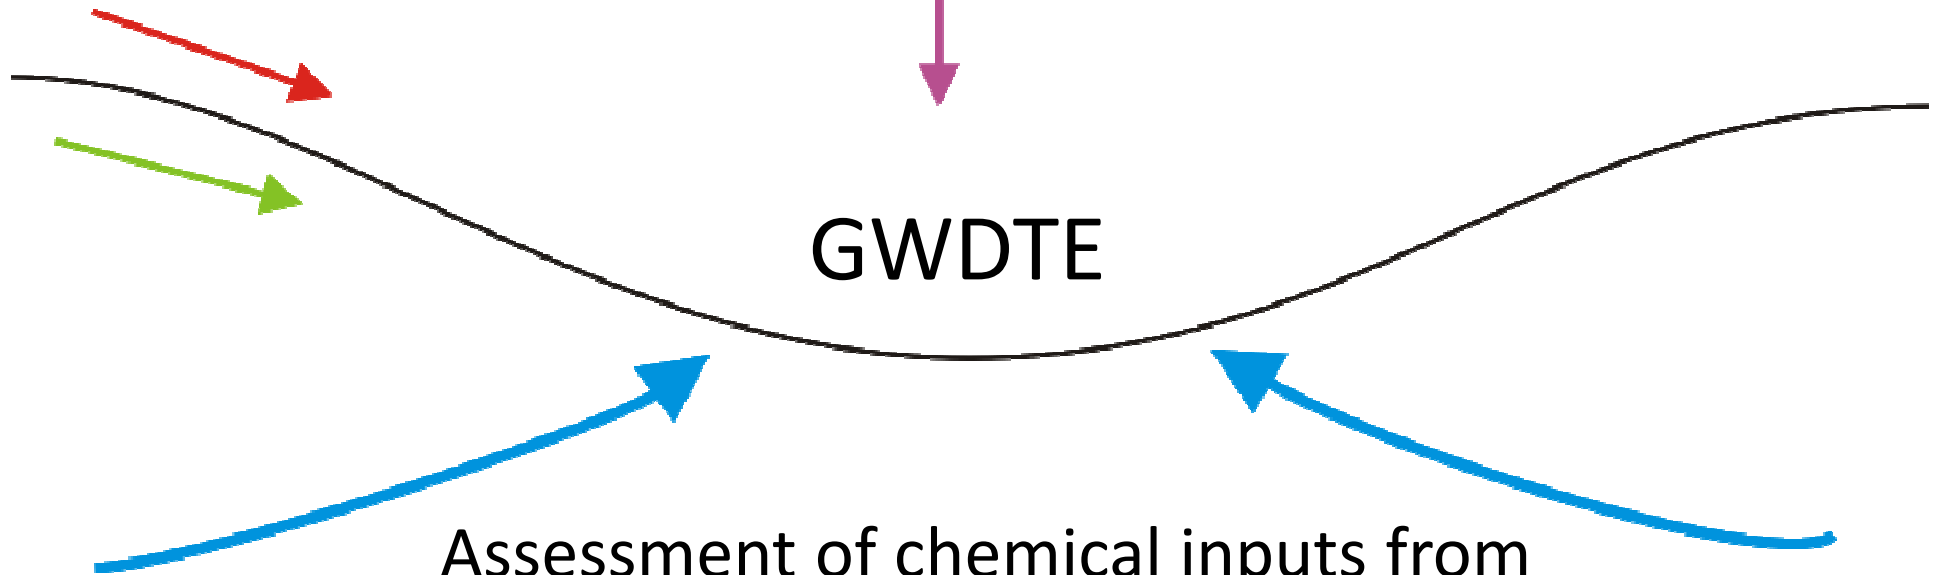 GWDTE
Assessment of chemical inputs from